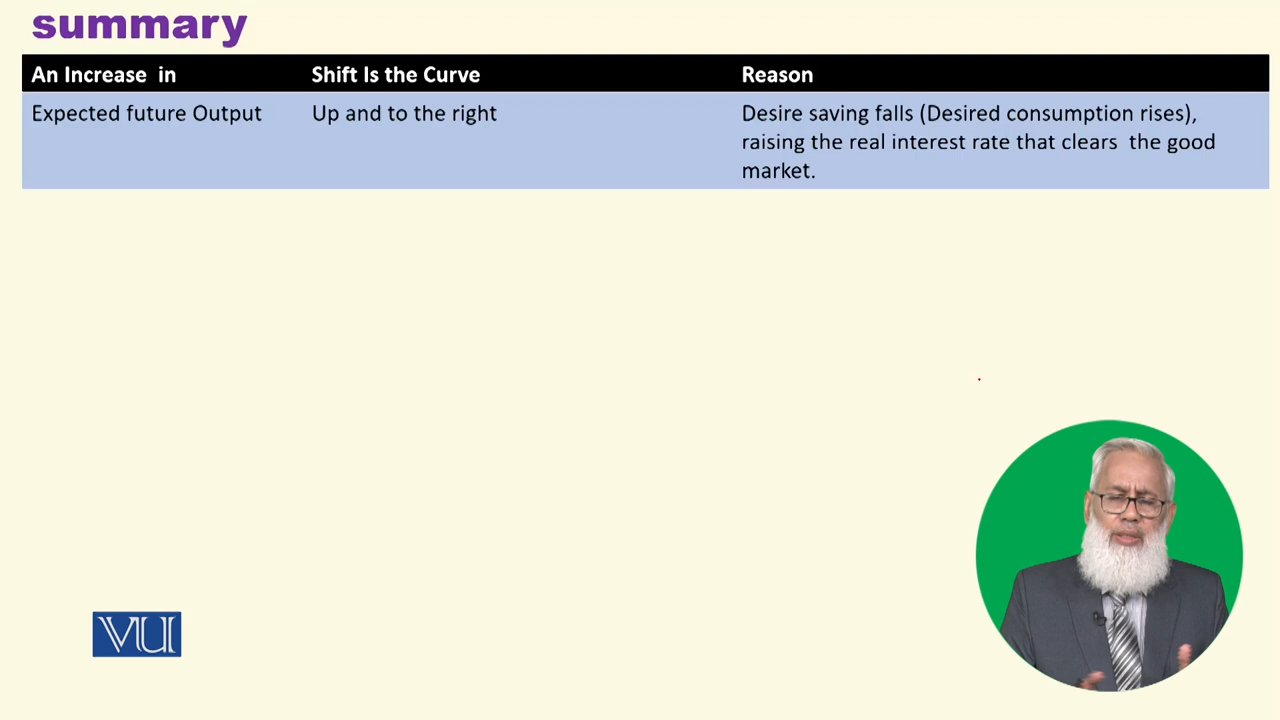 summary
An Increase in Shift Is the Curve Reason
Expected future Output Up and to the right Desire saving falls (Desired consumption rises),
raising the real interest rate that clears the good
market.
VU